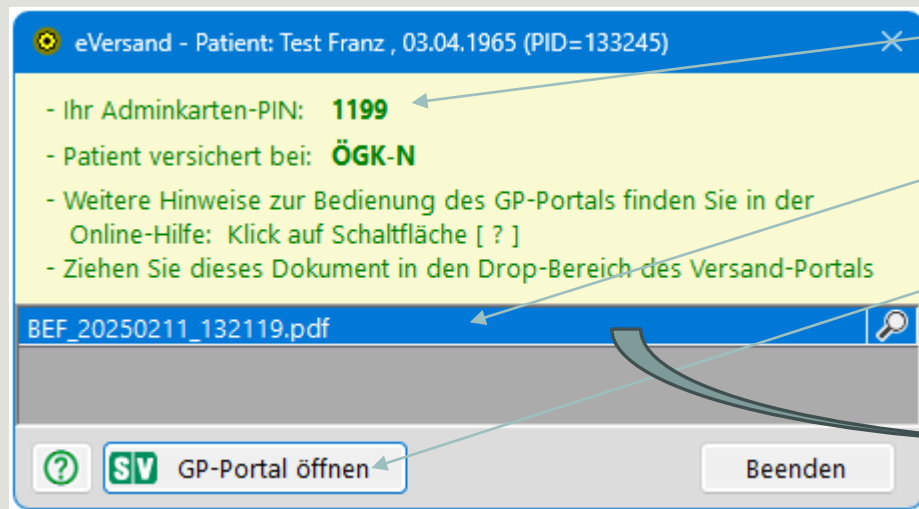 eVersand - Patient: Test Franz , 03.04.1965 (PID=133245)
- Ihr Adminkarten-PIN: 1199
- Patient versichert bei: ÖGK-N
- Weitere Hinweise zur Bedienung des GP-Portals finden Sie in der
Online-Hilfe: Klick auf Schaltfläche [ ? ]
- Ziehen Sie dieses Dokument in den Drop-Bereich des Versand-Portals
BEF_20250211_132119.pdf
? SV GP-Portal öffnen Beenden